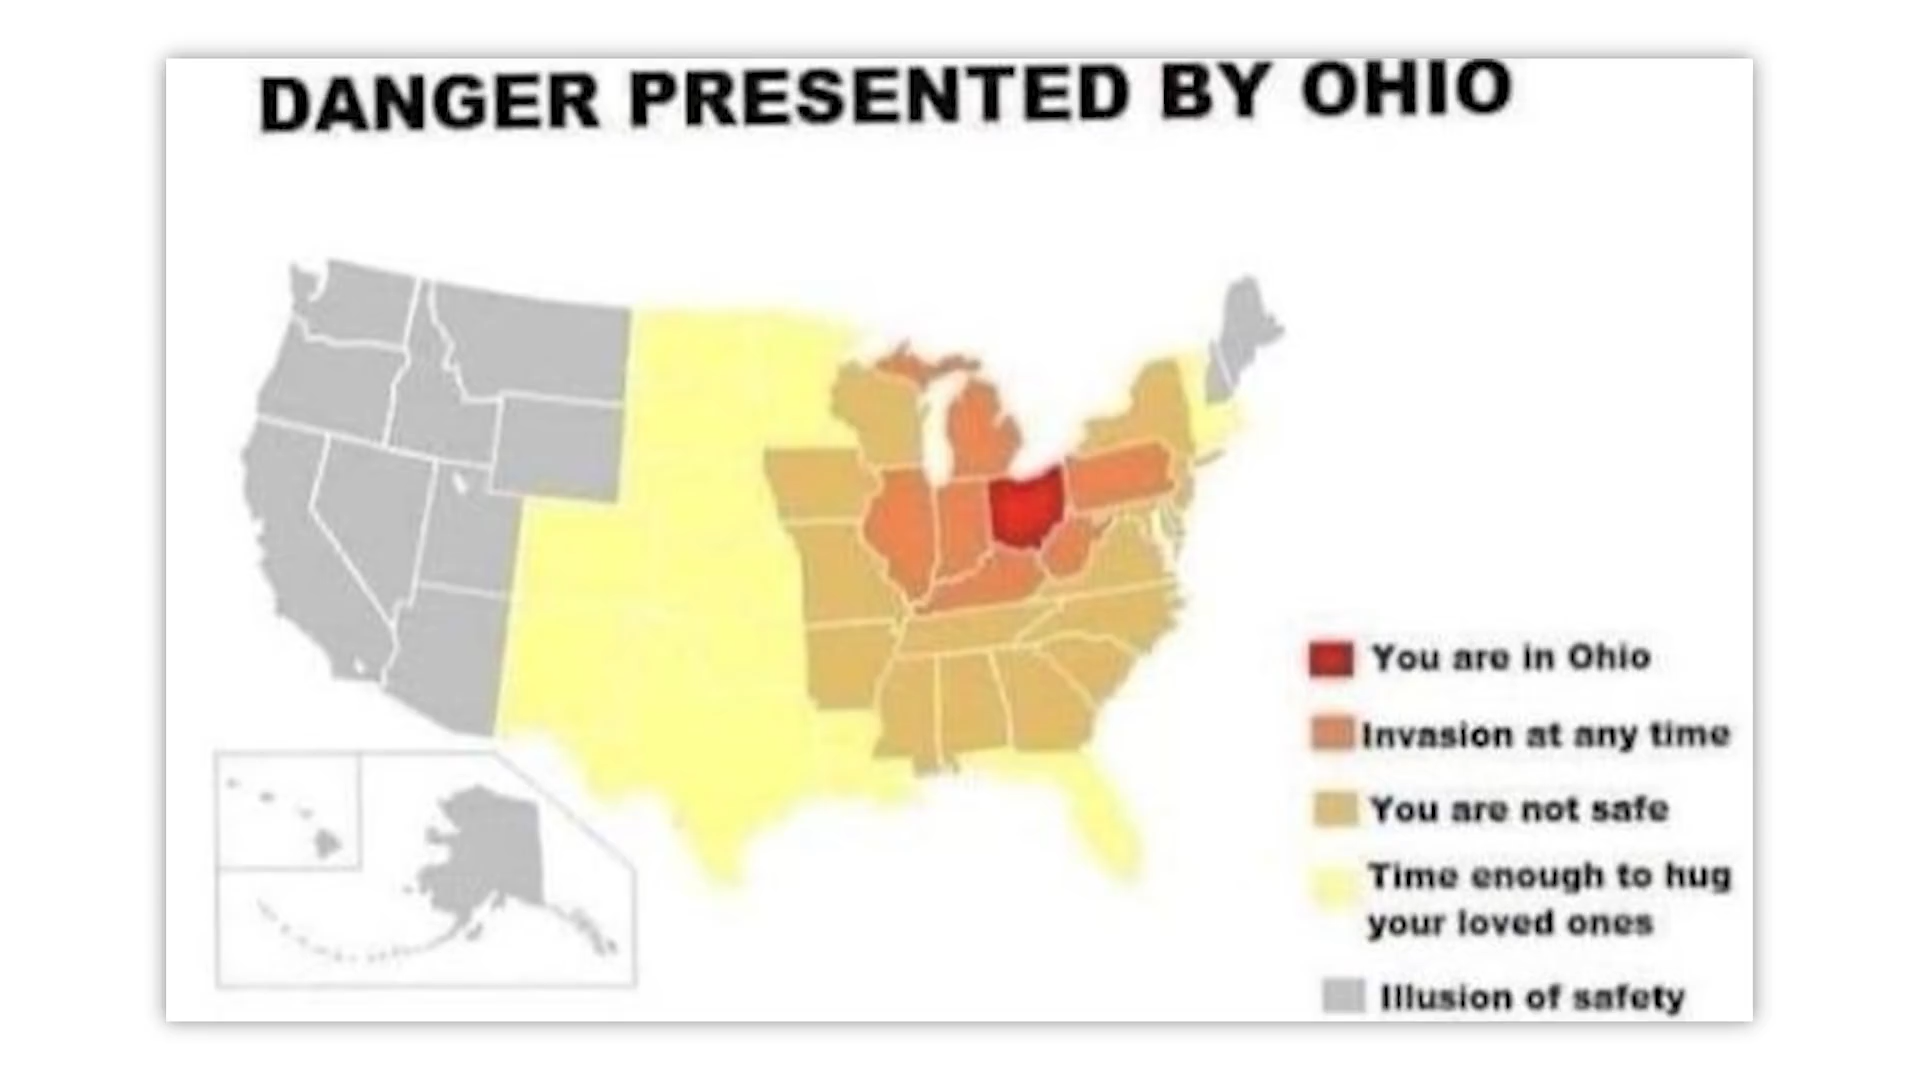 DANGER PRESENTED BY OHIO
You are in Ohio
Invasion at any time
You are not safe
Time enough to hug
your loved ones
Illusion of safety